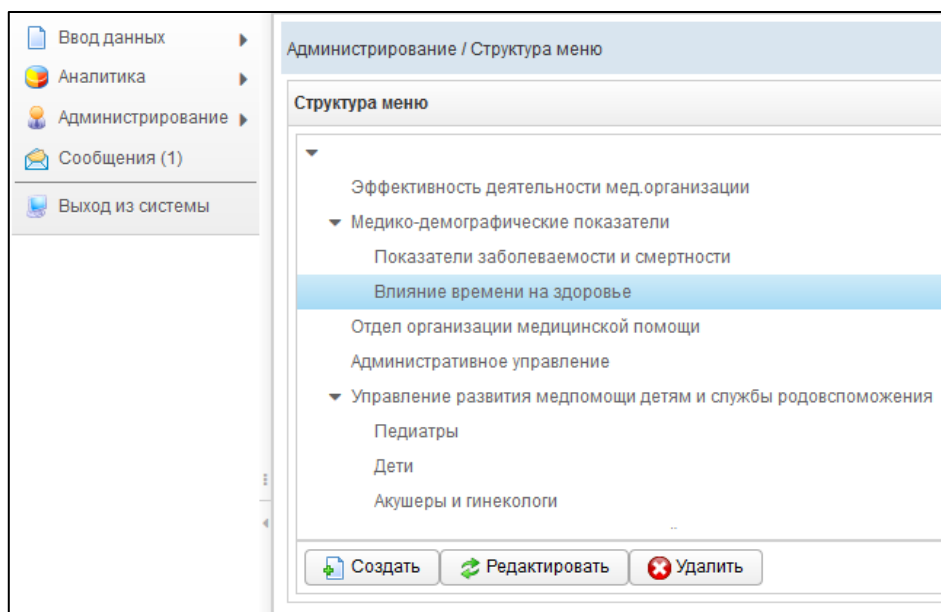 Ввод данных
Аналитика
Администрирование
Сообщения (1)
Выход из системы
Администрирование / Структура меню
Структура меню
Эффективность деятельности мед.организации
Медико-демографические показатели
Показатели заболеваемости и смертности
Влияние времени на здоровье
Отдел организации медицинской помощи
Административное управление
Управление развития медпомощи детям и службы родовспоможения
Педиатры
Дети
Акушеры и гинекологи
Создать Редактировать Удалить